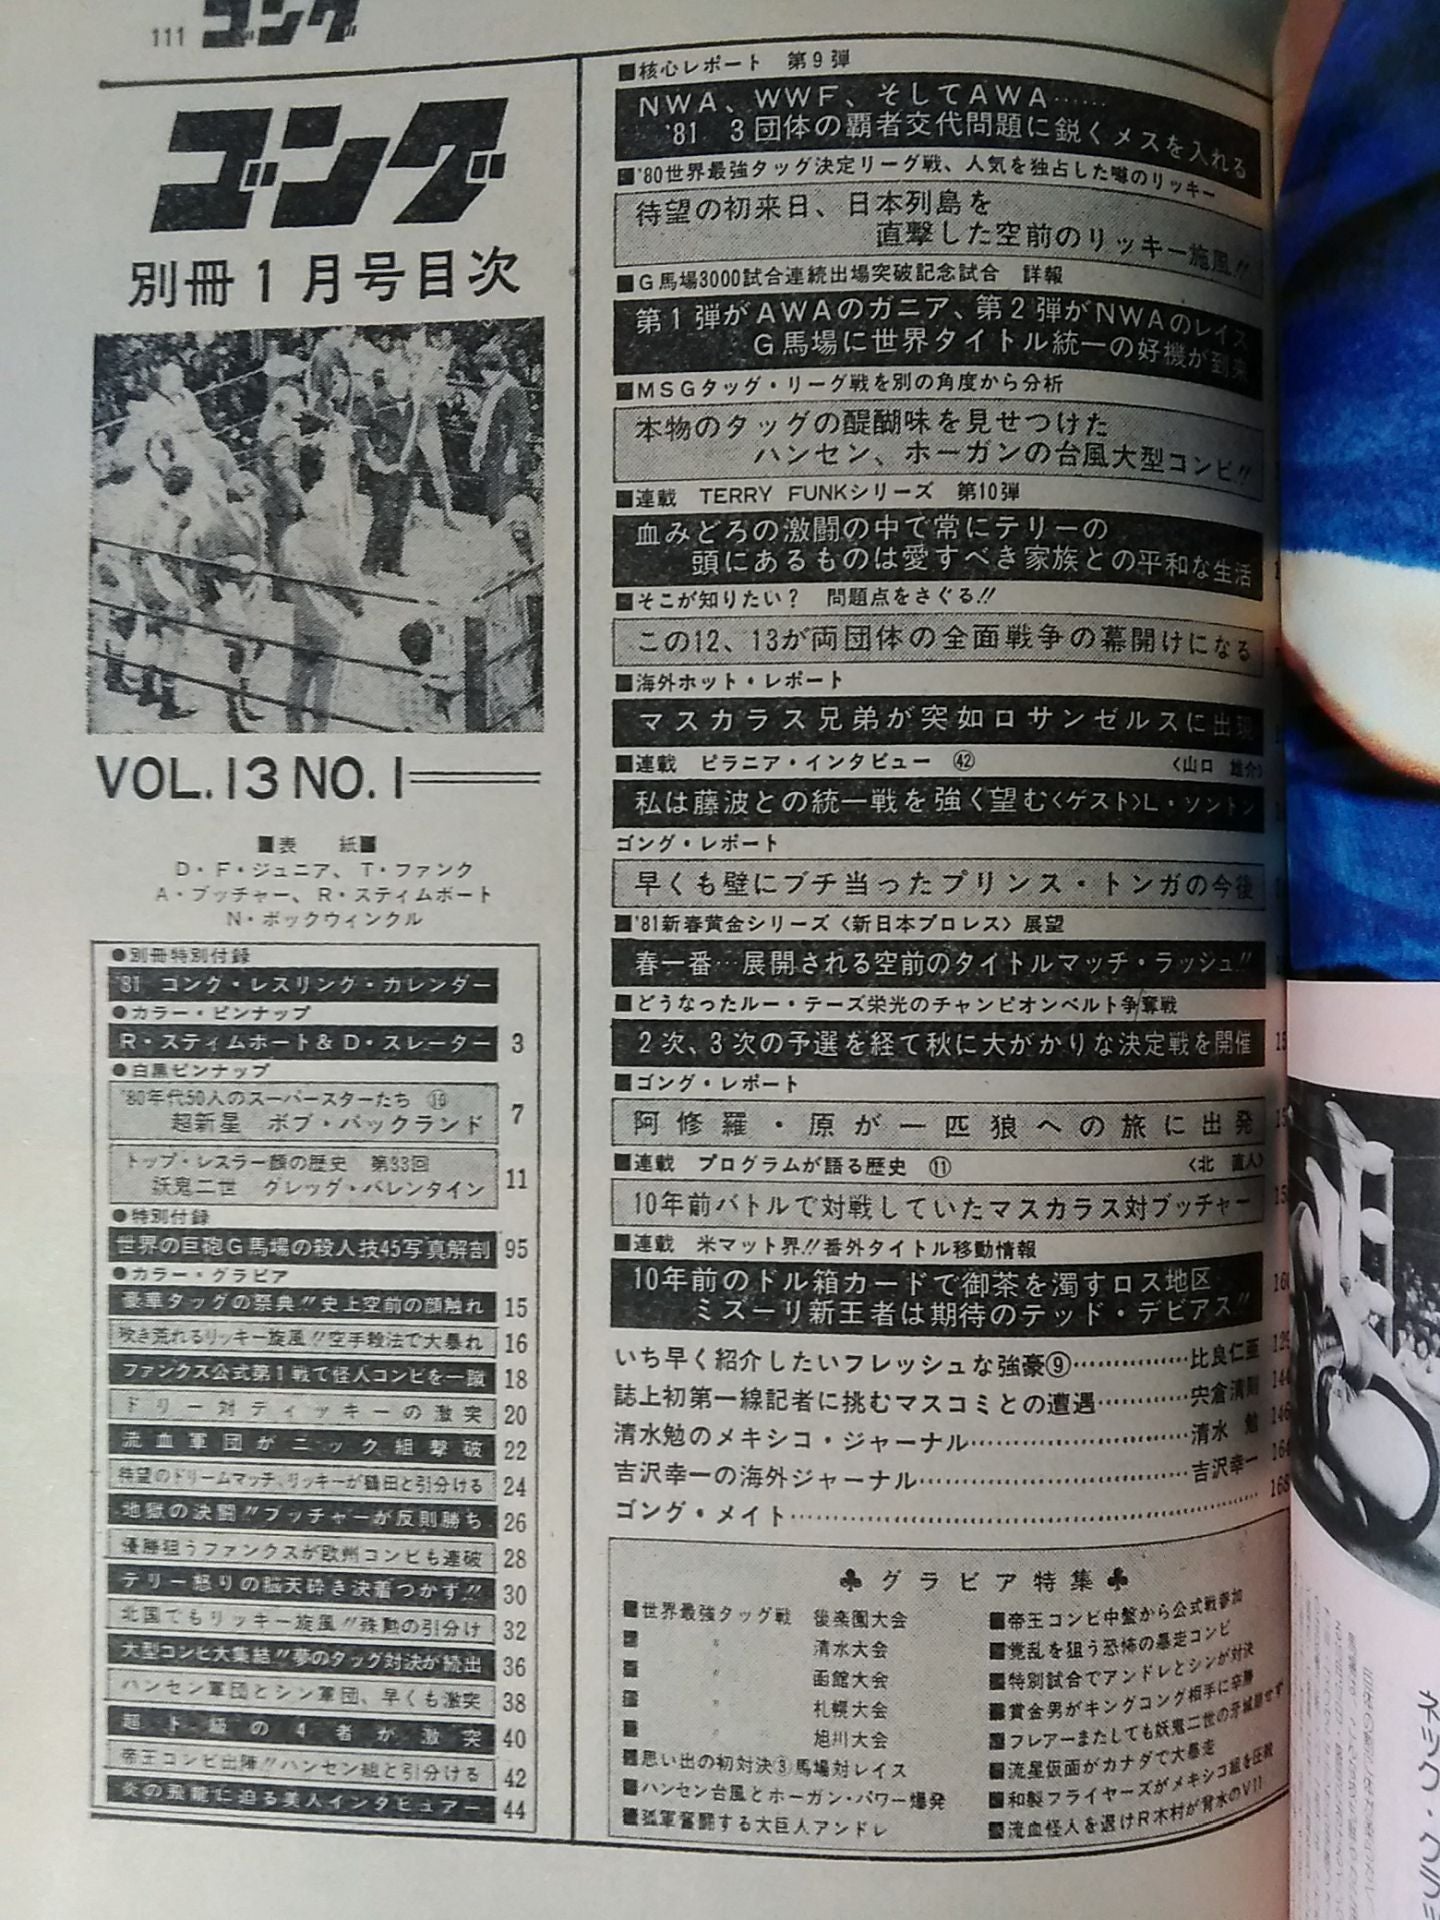 111 ゴング
ゴング
別冊1月号目次
VOL.13 NO.1
■表 紙■
D・F・ジュニア、T・ファンク
A・ブッチャー、R・スティムボート
N・ボックウィンクル
●別冊特別付録
'81 ゴング・レスリング・カレンダー
●カラー・ピンナップ
R・スティムボート& D・スレーター 3
●白黒ピンナップ
'80年代50人のスーパースターたち
超新星 ボブ・バックランド 7
トップ・レスラー顔の歴史 第33回
妖鬼二世 グレッグ・バレンタイン 11
●特別付録
世界の巨砲G馬場の殺人技45写真解剖 95
●カラー・グラビア
豪華タッグの祭典!!史上空前の顔触れ 15
吹き荒れるリッキー旋風!!空手殺法で大暴れ 16
ファンクス公式第1戦で怪人コンビを一蹴 18
ドリー対ディッキーの激突 20
流血軍団がニック組撃破 22
待望のドリームマッチ、リッキーが鶴田と引分ける 24
地獄の決闘!!ブッチャーが反則勝ち 26
優勝狙うファンクスが欧州コンビも連破 28
テリー怒りの脳天砕き決着つかず!! 30
北国でもリッキー旋風!!殊勲の引分け 32
大型コンビ大集結!!夢のタッグ対決が続出 36
ハンセン軍団とシン軍団、早くも激突 38
超ド級の4者が激突 40
帝王コンビ出陣!!ハンセン組と引分ける 42
炎の飛龍に迫る美人インタビュアー 44
■核心レポート 第9弾
NWA、WWF、そしてAWA……
'81 3団体の覇者交代問題に鋭くメスを入れる
■'80世界最強タッグ決定リーグ戦、人気を独占した噂のリッキー
待望の初来日、日本列島を
直撃した空前のリッキー旋風!!
■G馬場3000試合連続出場突破記念試合 詳報
第1弾がAWAのガニア、第2弾がNWAのレイス
G馬場に世界タイトル統一の好機が到来
■MSGタッグ・リーグ戦を別の角度から分析
本物のタッグの醍醐味を見せつけた
ハンセン、ホーガンの台風大型コンビ!!
■連載 TERRY FUNKシリーズ 第10弾
血みどろの激闘の中で常にテリーの
頭にあるものは愛すべき家族との平和な生活
■そこが知りたい? 問題点をさぐる!!
この12、13が両団体の全面戦争の幕開けになる
■海外ホット・レポート
マスカラス兄弟が突如ロサンゼルスに出現
■連載 ピラニア・インタビュー ㊷ 〈山口 雄介〉
私は藤波との統一戦を強く望む〈ゲスト〉L・ソントン
ゴング・レポート
早くも壁にブチ当ったプリンス・トンガの今後
■'81新春黄金シリーズ〈新日本プロレス〉展望
春一番…展開される空前のタイトルマッチ・ラッシュ!!
■どうなったルー・テーズ栄光のチャンピオンベルト争奪戦
2次、3次の予選を経て秋に大がかりな決定戦を開催
■ゴング・レポート
阿修羅・原が一匹狼への旅に出発
■連載 プログラムが語る歴史 ⑪ 〈北 直人〉
10年前バトルで対戦していたマスカラス対ブッチャー
■連載 米マット界!!番外タイトル移動情報
10年前のドル箱カードで御茶を濁すロス地区
ミズーリ新王者は期待のテッド・デビアス!! 160
いち早く紹介したいフレッシュな強豪⑨……………比良仁亜
誌上初第一線記者に挑むマスコミとの遭遇…………宍倉清則
清水勉のメキシコ・ジャーナル……………………清水 勉 146
吉沢幸一の海外ジャーナル…………………………吉沢幸一 164
ゴング・メイト…………………………………………… 168
♣グラビア特集♣
■世界最強タッグ戦 後楽園大会
■ 〃 清水大会
■ 〃 函館大会
■ 〃 札幌大会
■ 〃 旭川大会
■思い出の初対決③馬場対レイス
■ハンセン台風とホーガン・パワー爆発
■孤軍奮闘する大巨人アンドレ
■帝王コンビ中盤から公式戦参加
■覚乱を狙う恐怖の暴走コンビ
■特別試合でアンドレとシンが対決
■賞金男がキングコング相手に辛勝
■フレアーまたしても妖鬼二世の牙城崩せず
■流星仮面がカナダで大暴走
■和製フライヤーズがメキシコ組を圧殺
■流血怪人を退けR木村が背水のV11
ネック・